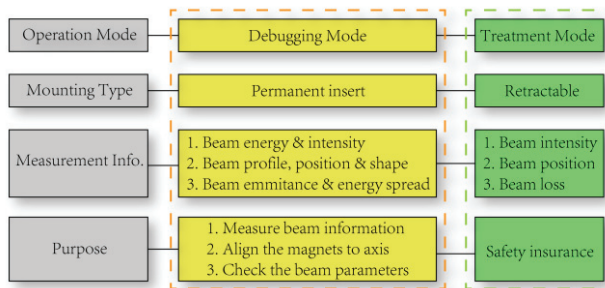 Operation Mode
Debugging Mode
Treatment Mode
Mounting Type
Permanent insert
Retractable
Measurement Info.
1. Beam energy & intensity
2. Beam profile, position & shape
3. Beam emmitance & energy spread
1. Beam intensity
2. Beam position
3. Beam loss
Purpose
1. Measure beam information
2. Align the magnets to axis
3. Check the beam parameters
Safety insurance